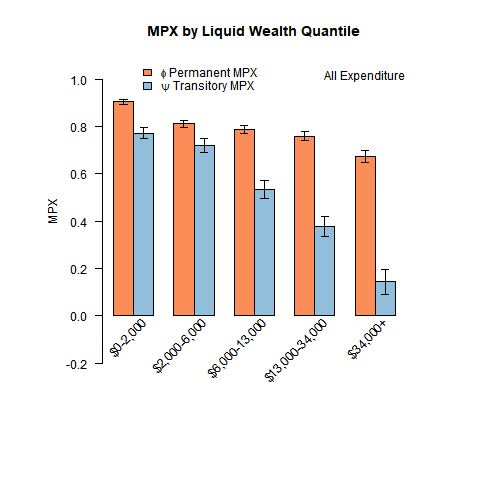 MPX by Liquid Wealth Quantile
ϕ Permanent MPX
ψ Transitory MPX
All Expenditure
MPX
1.0
0.8
0.6
0.4
0.2
0.0
-0.2
$0-2,000
$2,000-6,000
$6,000-13,000
$13,000-34,000
$34,000+